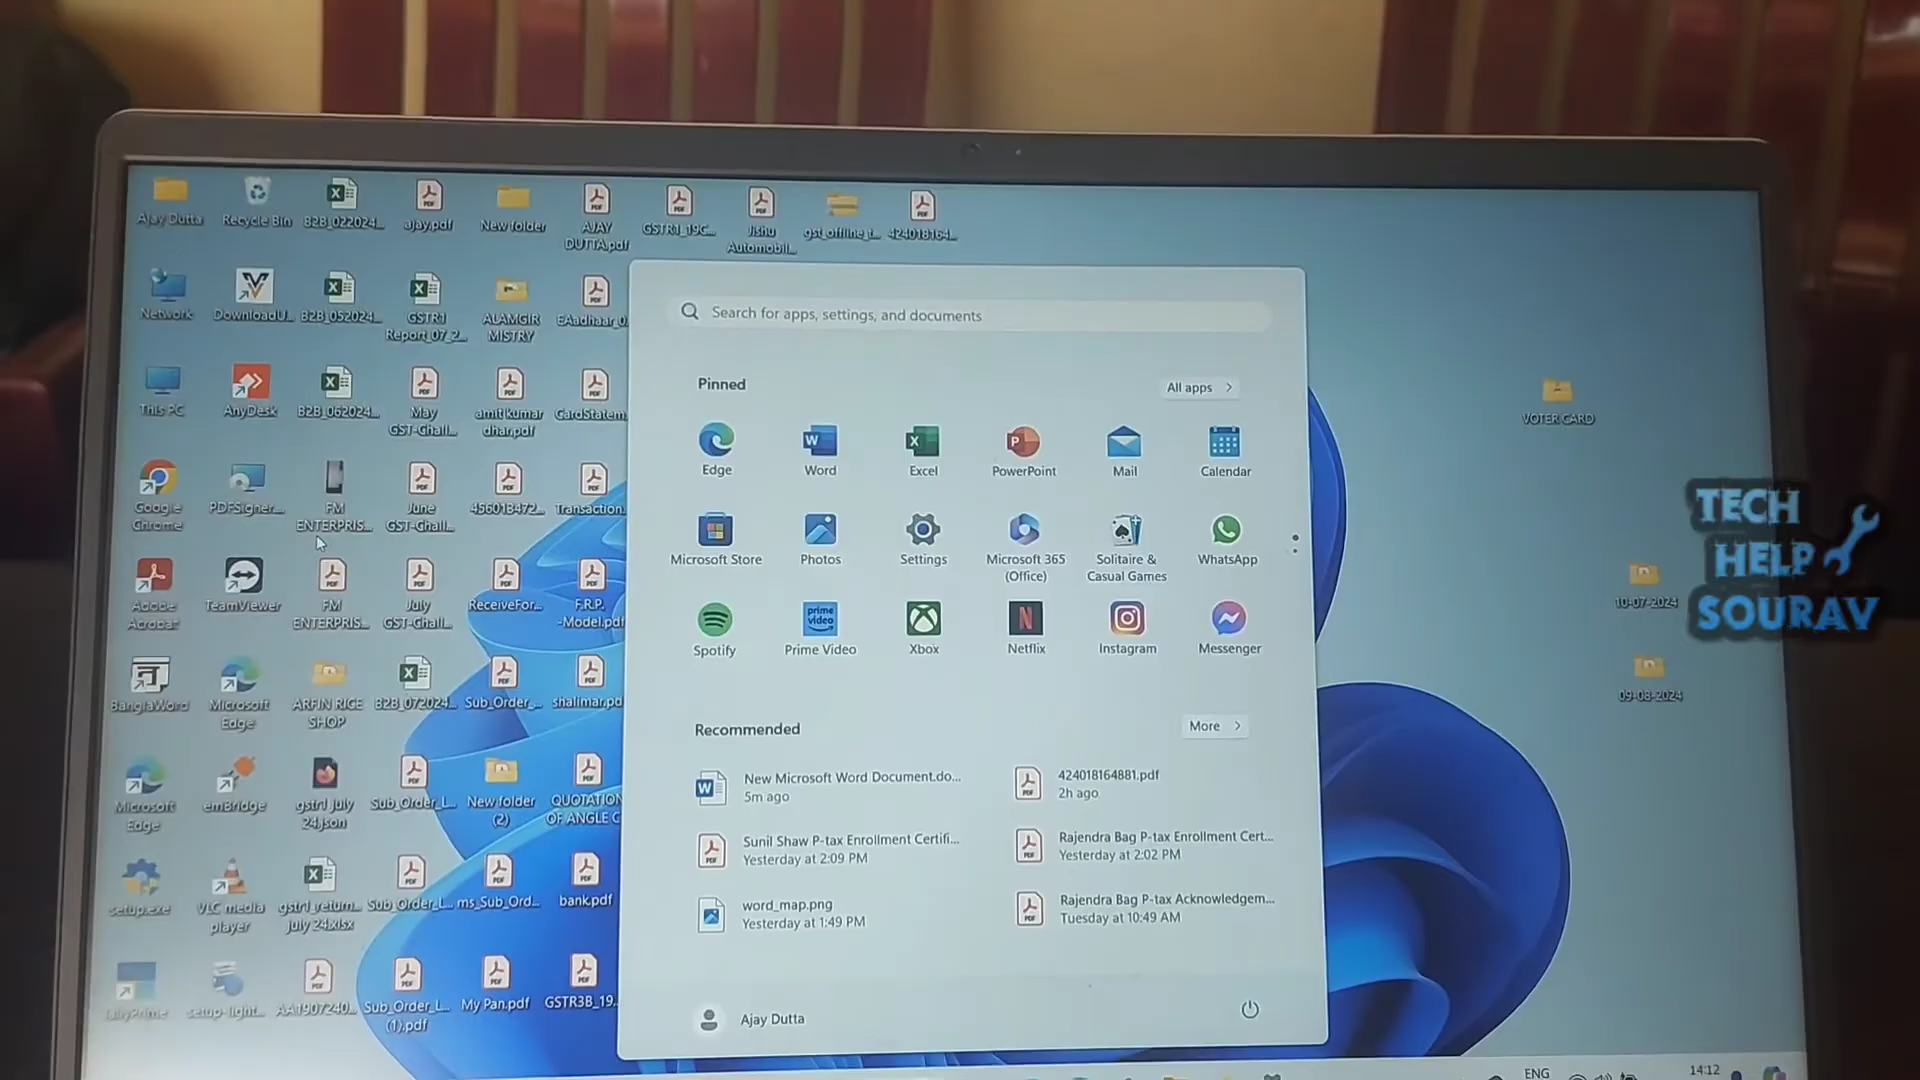 Ajay Dutta
Recycle Bin
B2B_022024...
ajay.pdf
New folder
AJAY
DUTTA.pdf
GSTR1_19C...
Jishu
Automobil...
gst_offline_t...
424018164...
Network
DownloadU...
B2B_052024...
GSTR1
Report_07_2...
ALAMGIR
MISTRY
EAadhaar_0
This PC
AnyDesk
B2B_062024...
May
GST-Chall...
amit kumar
dhar.pdf
CardStatem
Google
Chrome
PDFSigner...
FM
ENTERPRIS...
June
GST-Chall...
45601B472...
Transaction
Adobe
Acrobat
TeamViewer
FM
ENTERPRIS...
July
GST-Chall...
ReceiveFor...
F.R.P.
-Model.pdf
BanglaWord
Microsoft
Edge
ARFIN RICE
SHOP
B2B_072024...
Sub_Order_...
shalimar.pd
Microsoft
Edge
emBridge
gstr1 july
24.json
Sub_Order_L...
New folder
(2)
QUOTATION
OF ANGLE C
setup.exe
VLC media
player
gstr1_return...
july 24.xlsx
Sub_Order_L...
ms_Sub_Ord...
bank.pdf
TallyPrime
setup-light...
AA1907240...
Sub_Order_L...
(1).pdf
My Pan.pdf
GSTR3B_19...
Search for apps, settings, and documents
Pinned
All apps
Edge
Word
Excel
PowerPoint
Mail
Calendar
Microsoft Store
Photos
Settings
Microsoft 365
(Office)
Solitaire &
Casual Games
WhatsApp
prime
video
Spotify
Prime Video
Xbox
Netflix
Instagram
Messenger
Recommended
More
New Microsoft Word Document.do...
5m ago
424018164881.pdf
2h ago
Sunil Shaw P-tax Enrollment Certifi...
Yesterday at 2:09 PM
Rajendra Bag P-tax Enrollment Cert...
Yesterday at 2:02 PM
word_map.png
Yesterday at 1:49 PM
Rajendra Bag P-tax Acknowledgem...
Tuesday at 10:49 AM
Ajay Dutta
VOTER CARD
10-07-2024
09-08-2024
TECH
HELP
SOURAV
ENG
14:12